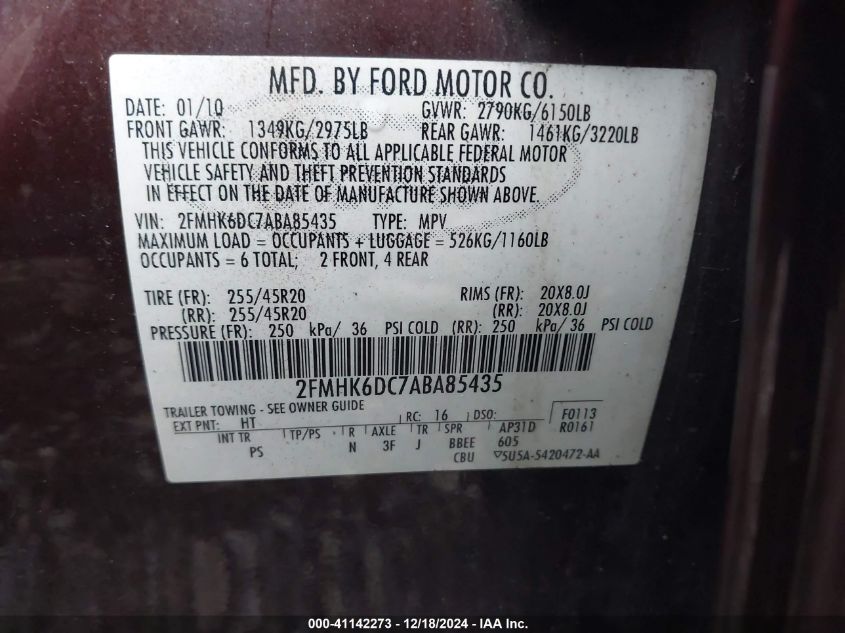 MFD. BY FORD MOTOR CO.
DATE: 01/10 GVWR: 2790KG/6150LB
FRONT GAWR: 1349KG/2975LB REAR GAWR: 1461KG/3220LB
THIS VEHICLE CONFORMS TO ALL APPLICABLE FEDERAL MOTOR
VEHICLE SAFETY AND THEFT PREVENTION STANDARDS
IN EFFECT ON THE DATE OF MANUFACTURE SHOWN ABOVE.
VIN: 2FMHK6DC7ABA85435 TYPE: MPV
MAXIMUM LOAD = OCCUPANTS + LUGGAGE = 526KG/1160LB
OCCUPANTS = 6 TOTAL; 2 FRONT, 4 REAR
TIRE (FR): 255/45R20 RIMS (FR): 20X8.0J
(RR): 255/45R20 (RR): 20X8.0J
PRESSURE (FR): 250 kPa/ 36 PSI COLD (RR): 250 kPa/ 36 PSI COLD
2FMHK6DC7ABA85435
TRAILER TOWING - SEE OWNER GUIDE
EXT PNT: HT RC: 16 DSO: F0113
INT TR TP/PS R AXLE TR SPR AP31D R0161
PS N 3F J BBEE 605
CBU ▽5U5A-5420472-AA
000-41142273 - 12/18/2024 - IAA Inc.